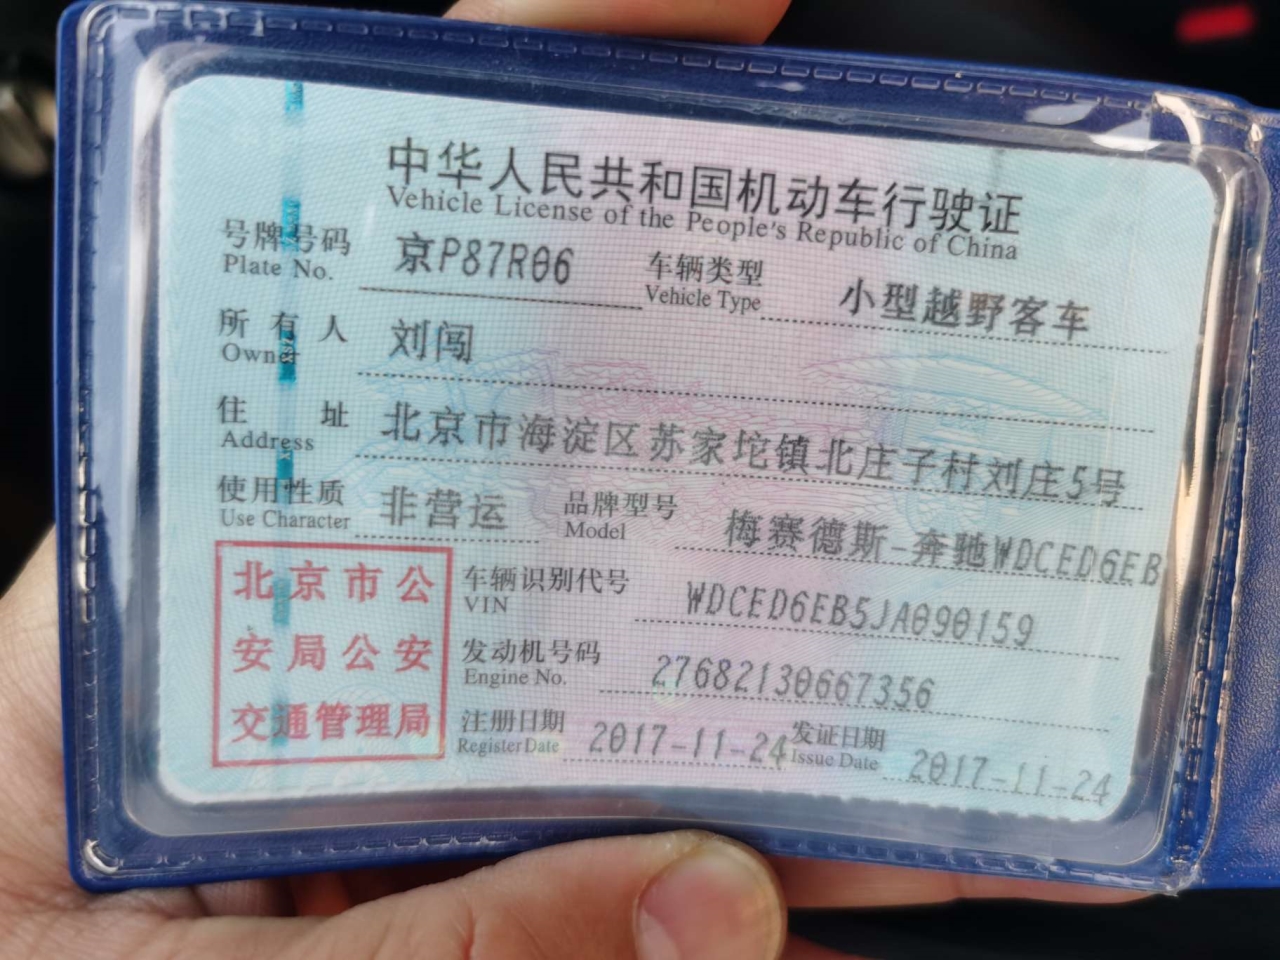 中华人民共和国机动车行驶证
Vehicle License of the People's Republic of China
号牌号码 京P87R06 车辆类型 小型越野客车
Plate No. Vehicle Type
所有人 刘闯
Owner
住址 北京市海淀区苏家坨镇北庄子村刘庄5号
Address
使用性质 非营运 品牌型号 梅赛德斯-奔驰WDCED6EB
Use Character Model
北京市公
安局公安
交通管理局
车辆识别代号 WDCED6EB5JA090159
VIN
发动机号码 27682130667356
Engine No.
注册日期 2017-11-24 发证日期 2017-11-24
Register Date Issue Date